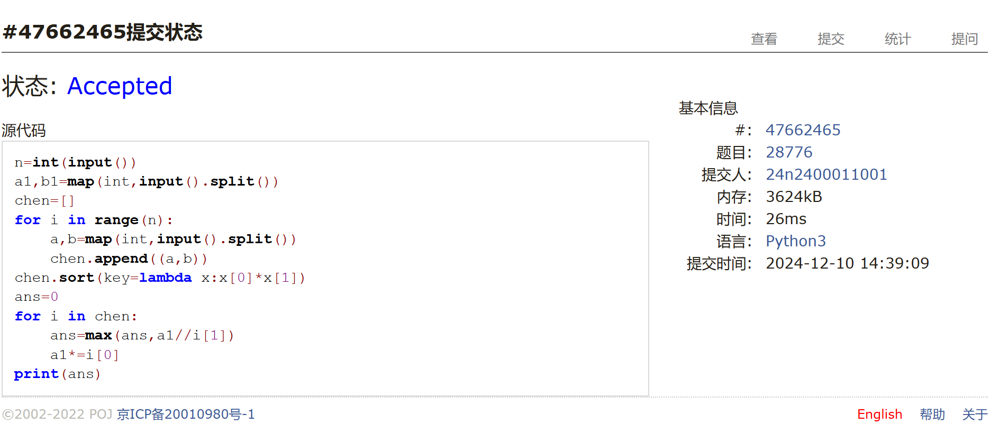 #47662465提交状态
查看 提交 统计 提问
状态: Accepted
源代码
n=int(input())
a1,b1=map(int,input().split())
chen=[]
for i in range(n):
    a,b=map(int,input().split())
    chen.append((a,b))
chen.sort(key=lambda x:x[0]*x[1])
ans=0
for i in chen:
    ans=max(ans,a1//i[1])
    a1*=i[0]
print(ans)
基本信息
#: 47662465
题目: 28776
提交人: 24n2400011001
内存: 3624kB
时间: 26ms
语言: Python3
提交时间: 2024-12-10 14:39:09
©2002-2022 POJ 京ICP备20010980号-1
English 帮助 关于